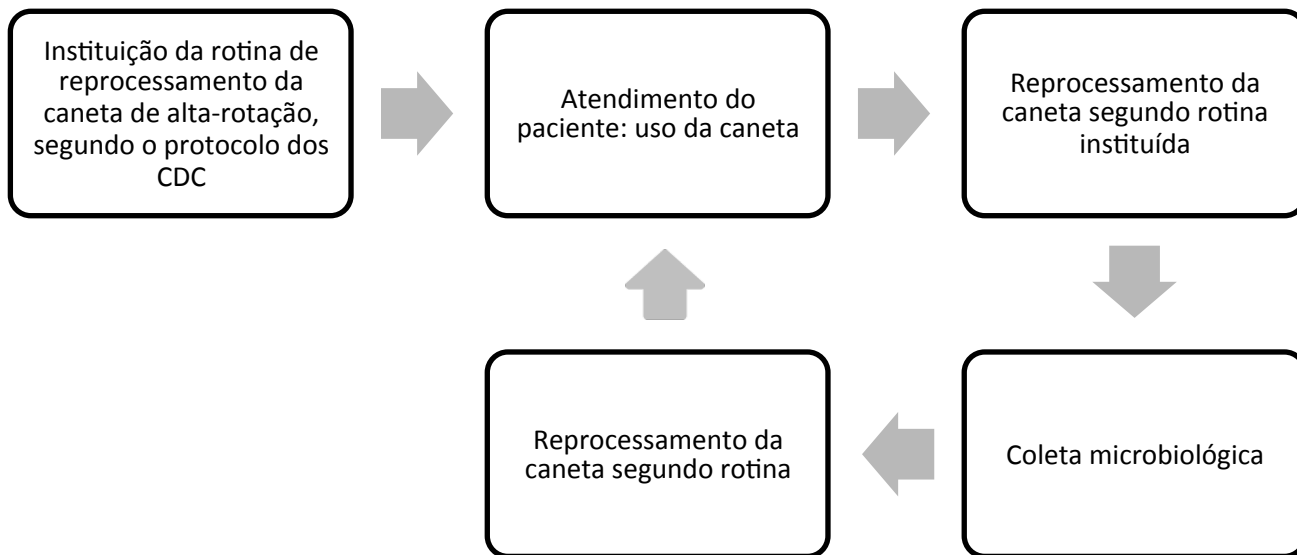 Instituição da rotina de
reprocessamento da
caneta de alta-rotação,
segundo o protocolo dos
CDC
Atendimento do
paciente: uso da caneta
Reprocessamento da
caneta segundo rotina
instituída
Reprocessamento da
caneta segundo rotina
Coleta microbiológica